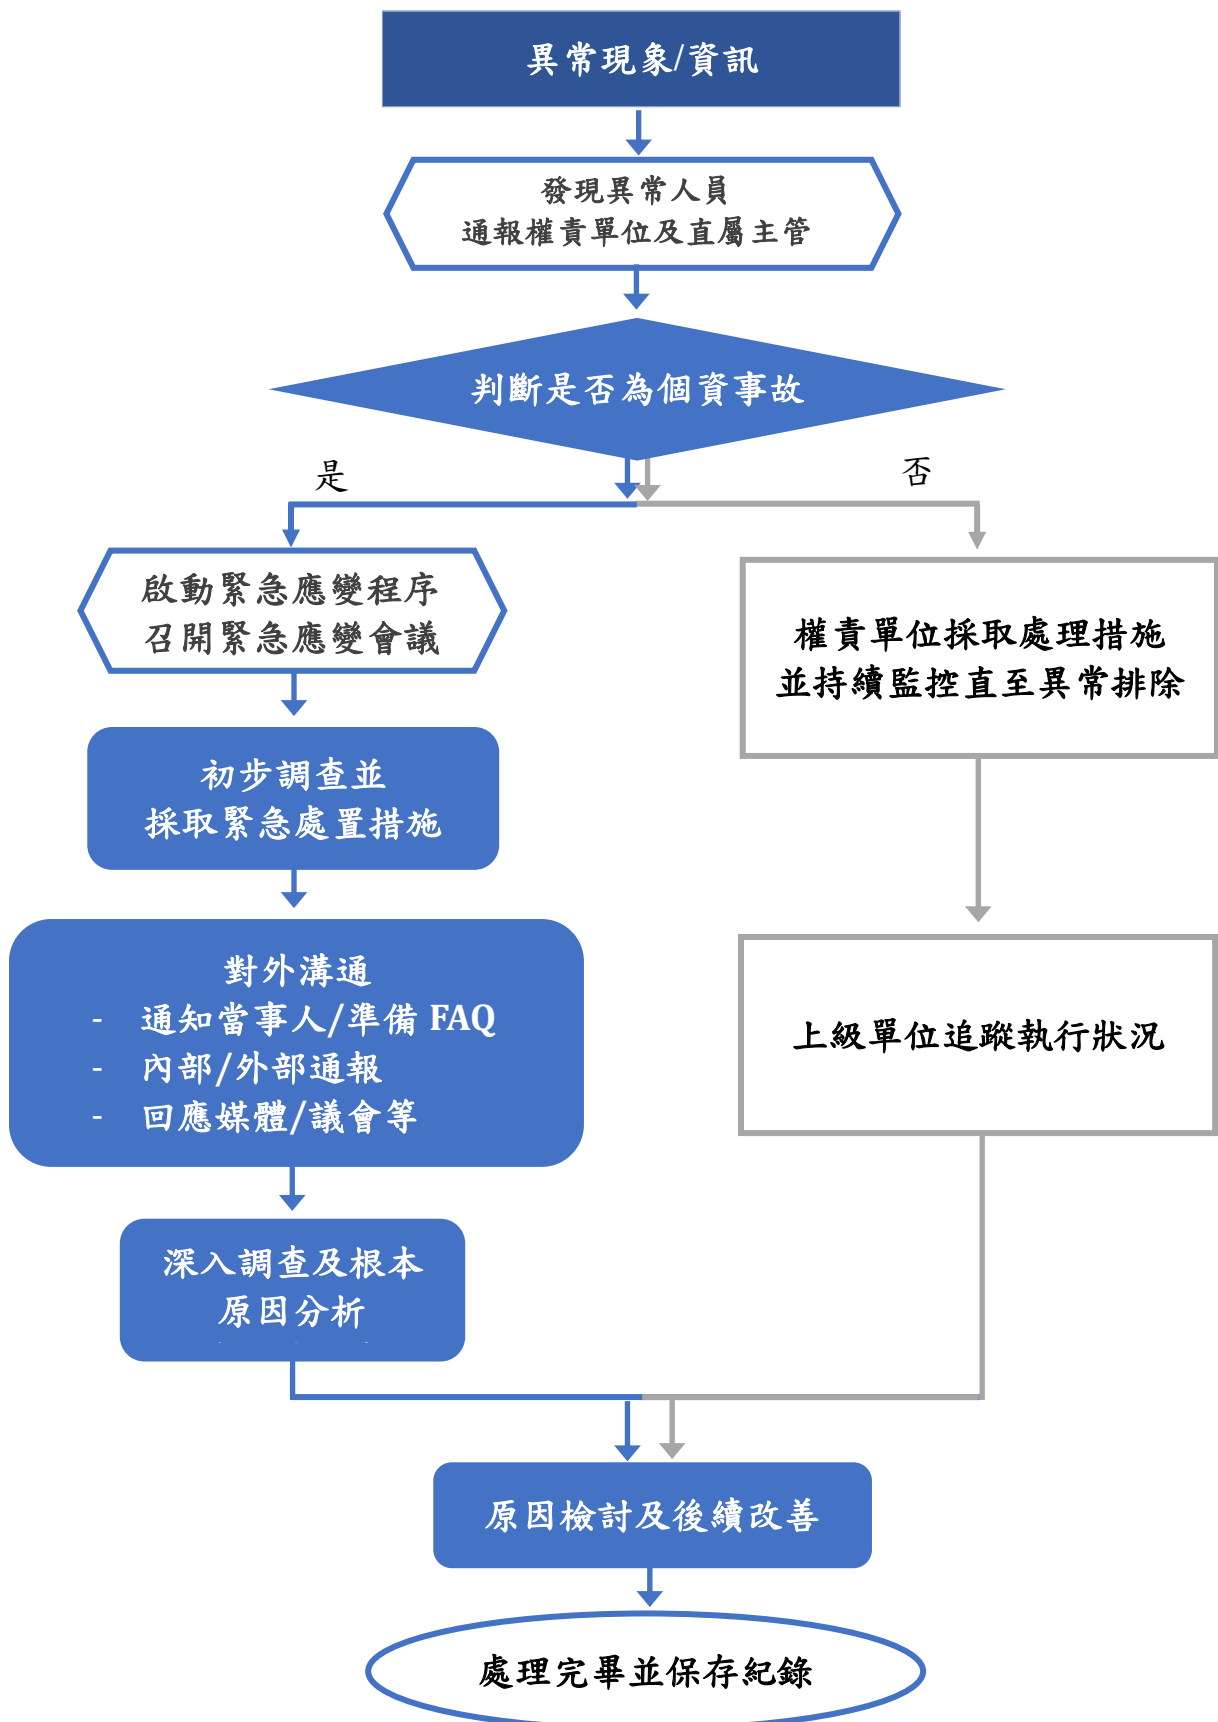 異常現象/資訊
發現異常人員
通報權責單位及直屬主管
判斷是否為個資事故
是
否
啟動緊急應變程序
召開緊急應變會議
權責單位採取處理措施
並持續監控直至異常排除
初步調查並
採取緊急處置措施
對外溝通
- 通知當事人/準備 FAQ
- 內部/外部通報
- 回應媒體/議會等
上級單位追蹤執行狀況
深入調查及根本
原因分析
原因檢討及後續改善
處理完畢並保存紀錄